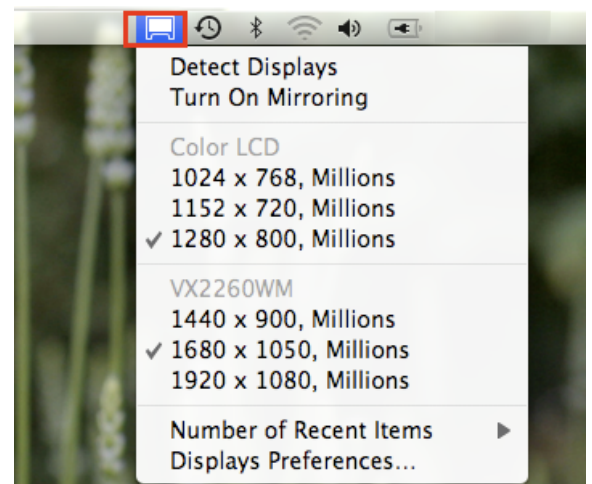 Detect Displays
Turn On Mirroring
Color LCD
1024 x 768, Millions
1152 x 720, Millions
1280 x 800, Millions
VX2260WM
1440 x 900, Millions
1680 x 1050, Millions
1920 x 1080, Millions
Number of Recent Items
Displays Preferences...